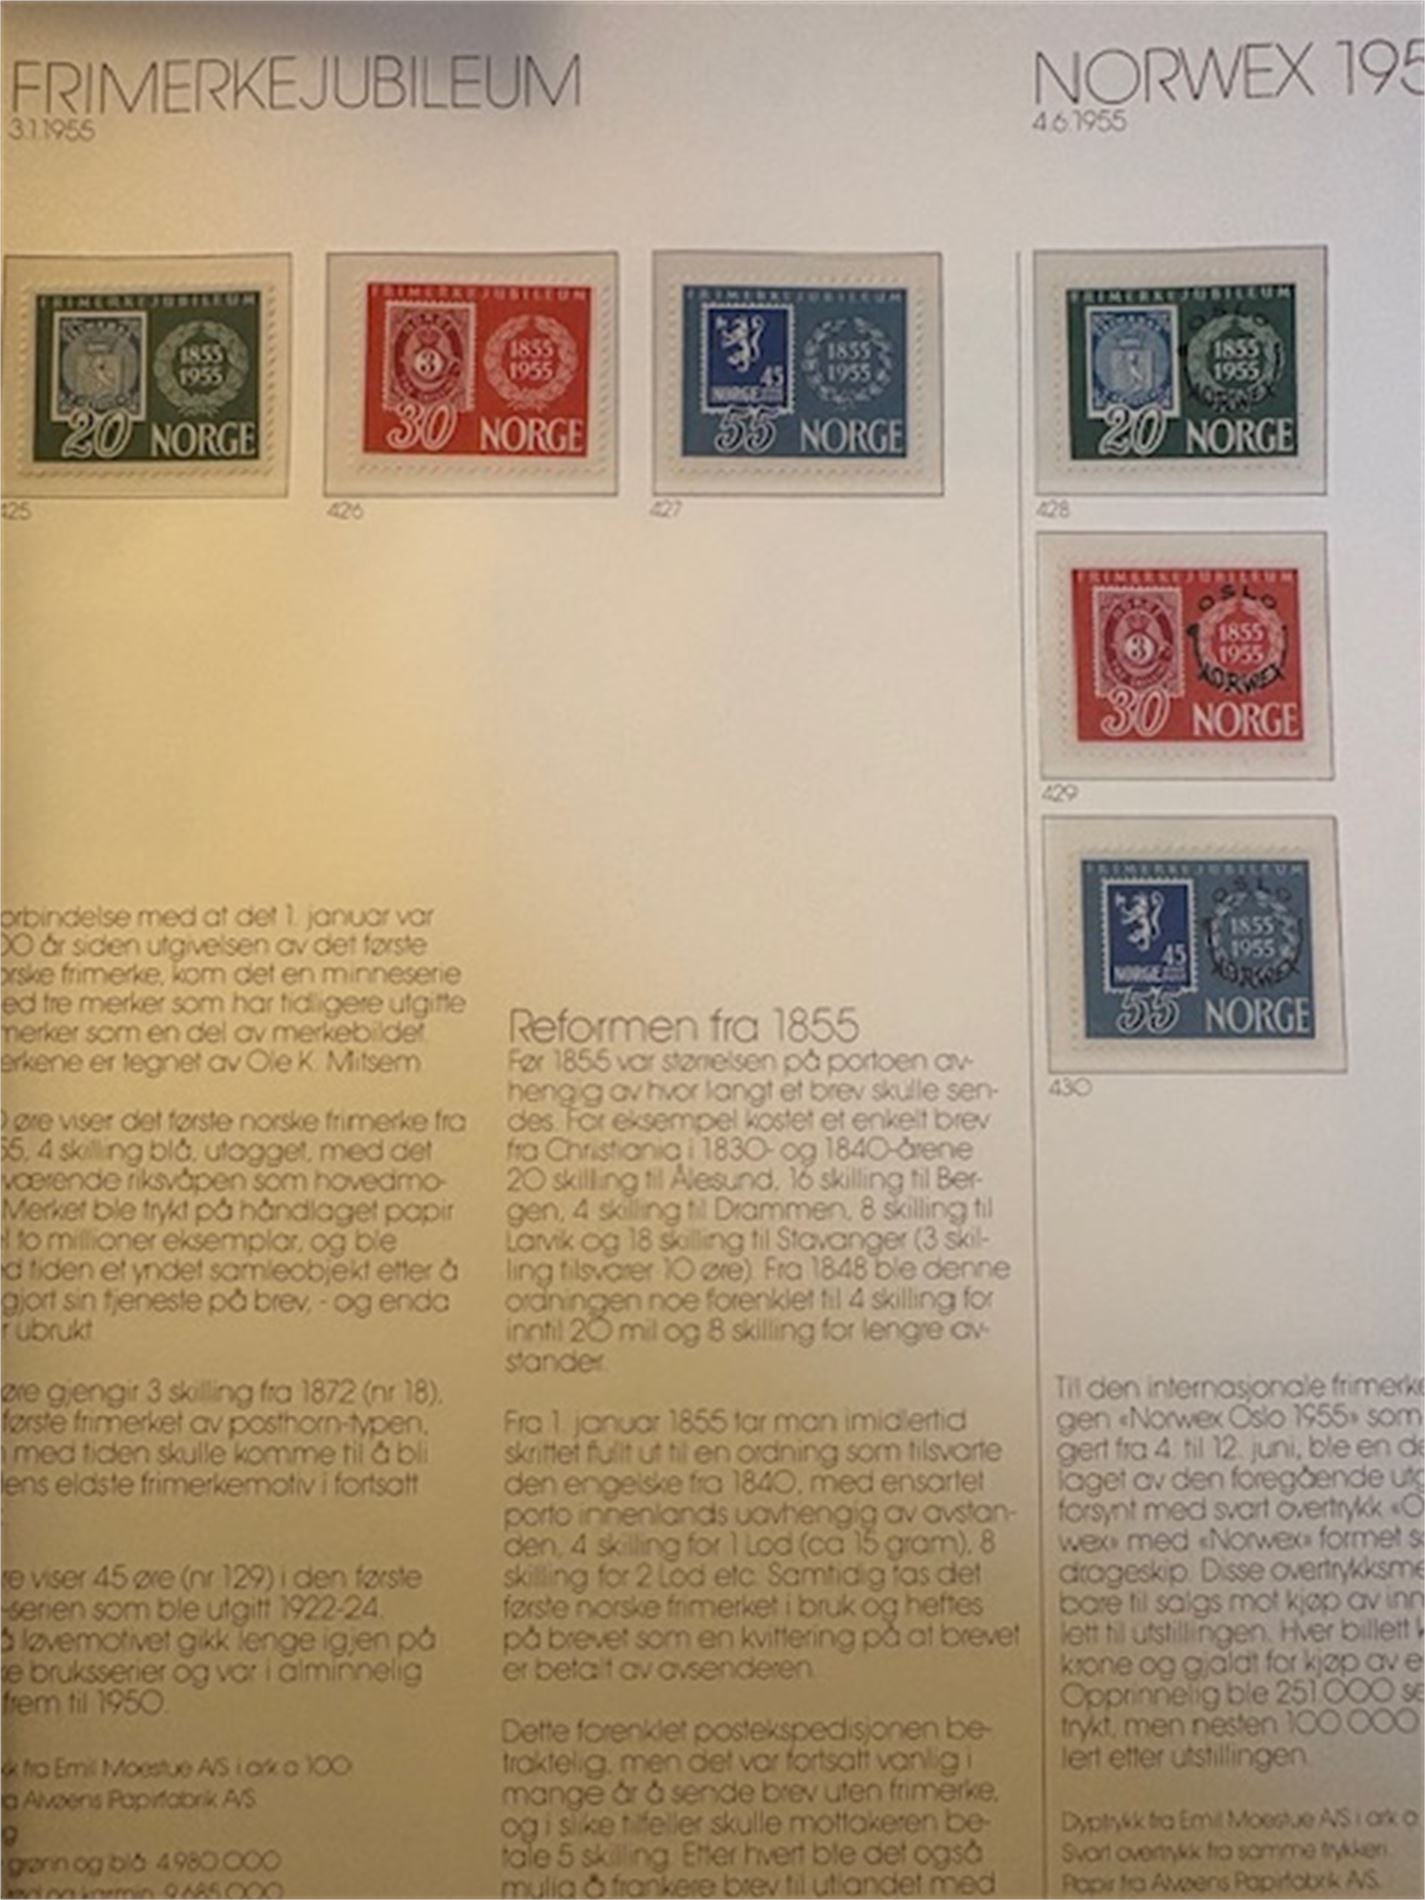 FRIMERKEJUBILEUM
3.1.1955
FRIMERKEJUBILEUM
1855
1955
20 NORGE
425
FRIMERKEJUBILEUM
3
1855
1955
30 NORGE
426
FRIMERKEJUBILEUM
45
NORGE
1855
1955
55 NORGE
427
orbindelse med at det 1. januar var
00 år siden utgivelsen av det første
orske frimerke, kom det en minneserie
ed tre merker som har tidligere utgitte
merker som en del av merkebildet.
erkene er tegnet av Ole K. Mitsem.
øre viser det første norske frimerke fra
55, 4 skilling blå, utagget, med det
værende riksvåpen som hovedmo-
Merket ble trykt på håndlaget papir
to millioner eksemplar, og ble
d tiden et yndet samleobjekt etter å
gjort sin tjeneste på brev, - og enda
r ubrukt.
øre gjengir 3 skilling fra 1872 (nr 18),
første frimerket av posthorn-typen,
med tiden skulle komme til å bli
ens eldste frimerkemotiv i fortsatt
re viser 45 øre (nr 129) i den første
-serien som ble utgitt 1922-24.
å løvemotivet gikk lenge igjen på
e bruksserier og var i alminnelig
frem til 1950.
k fra Emil Moestue A/S i ark a 100
a Alvøens Papirfabrik A/S.
g
grønn og blå: 4.980.000
ød og karmin: 9.685.000
Reformen fra 1855
Før 1855 var størrelsen på portoen av-
hengig av hvor langt et brev skulle sen-
des. For eksempel kostet et enkelt brev
fra Christiania i 1830- og 1840-årene
20 skilling til Ålesund, 16 skilling til Ber-
gen, 4 skilling til Drammen, 8 skilling til
Larvik og 18 skilling til Stavanger (3 skil-
ling tilsvarer 10 øre). Fra 1848 ble denne
ordningen noe forenklet til 4 skilling for
inntil 20 mil og 8 skilling for lengre av-
stander.
Fra 1. januar 1855 tar man imidlertid
skrittet fullt ut til en ordning som tilsvarte
den engelske fra 1840, med ensartet
porto innenlands uavhengig av avstan-
den, 4 skilling for 1 Lod (ca 15 gram), 8
skilling for 2 Lod etc. Samtidig tas det
første norske frimerket i bruk og heftes
på brevet som en kvittering på at brevet
er betalt av avsenderen.
Dette forenklet postekspedisjonen be-
traktelig, men det var fortsatt vanlig i
mange år å sende brev uten frimerke,
og i slike tilfeller skulle mottakeren be-
tale 5 skilling. Etter hvert ble det også
mulig å frankere brev til utlandet med
NORWEX 195
4.6.1955
FRIMERKEJUBILEUM
OSLO
1855
1955
NORWEX
20 NORGE
428
FRIMERKEJUBILEUM
OSLO
3
1855
1955
NORWEX
30 NORGE
429
FRIMERKEJUBILEUM
OSLO
45
NORGE
1855
1955
NORWEX
55 NORGE
430
Til den internasjonale frimerke
gen «Norwex Oslo 1955» som
gert fra 4. til 12. juni, ble en de
laget av den foregående utg
forsynt med svart overtrykk «O
wex» med «Norwex» formet s
drageskip. Disse overtrykksme
bare til salgs mot kjøp av inn
lett til utstillingen. Hver billett k
krone og gjaldt for kjøp av e
Opprinnelig ble 251.000 se
trykt, men nesten 100.000
lert etter utstillingen.
Dyptrykk fra Emil Moestue A/S i ark a
Svart overtrykk fra samme trykkeri.
Papir fra Alvøens Papirfabrik A/S.